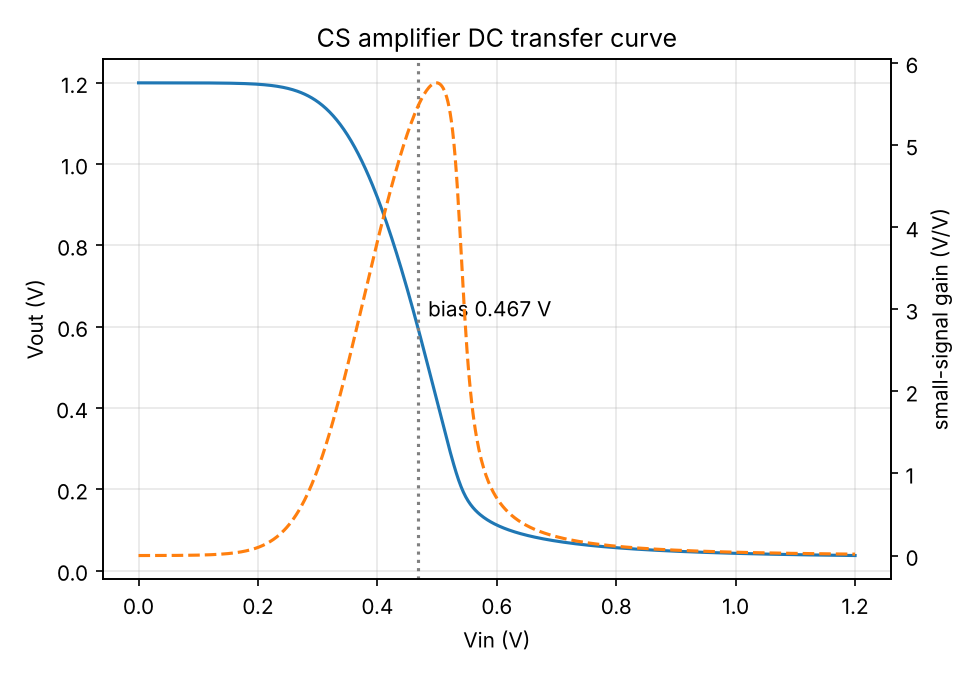 CS amplifier DC transfer curve
1.2
1.0
0.8
0.6
0.4
0.2
0.0
Vout (V)
bias 0.467 V
6
5
4
3
2
1
0
small-signal gain (V/V)
0.0 0.2 0.4 0.6 0.8 1.0 1.2
Vin (V)